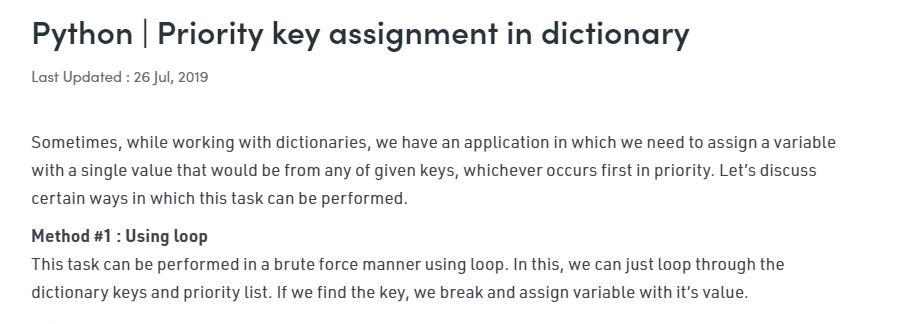 Python | Priority key assignment in dictionary
Last Updated : 26 Jul, 2019
Sometimes, while working with dictionaries, we have an application in which we need to assign a variable
with a single value that would be from any of given keys, whichever occurs first in priority. Let’s discuss
certain ways in which this task can be performed.
Method #1 : Using loop
This task can be performed in a brute force manner using loop. In this, we can just loop through the
dictionary keys and priority list. If we find the key, we break and assign variable with it’s value.